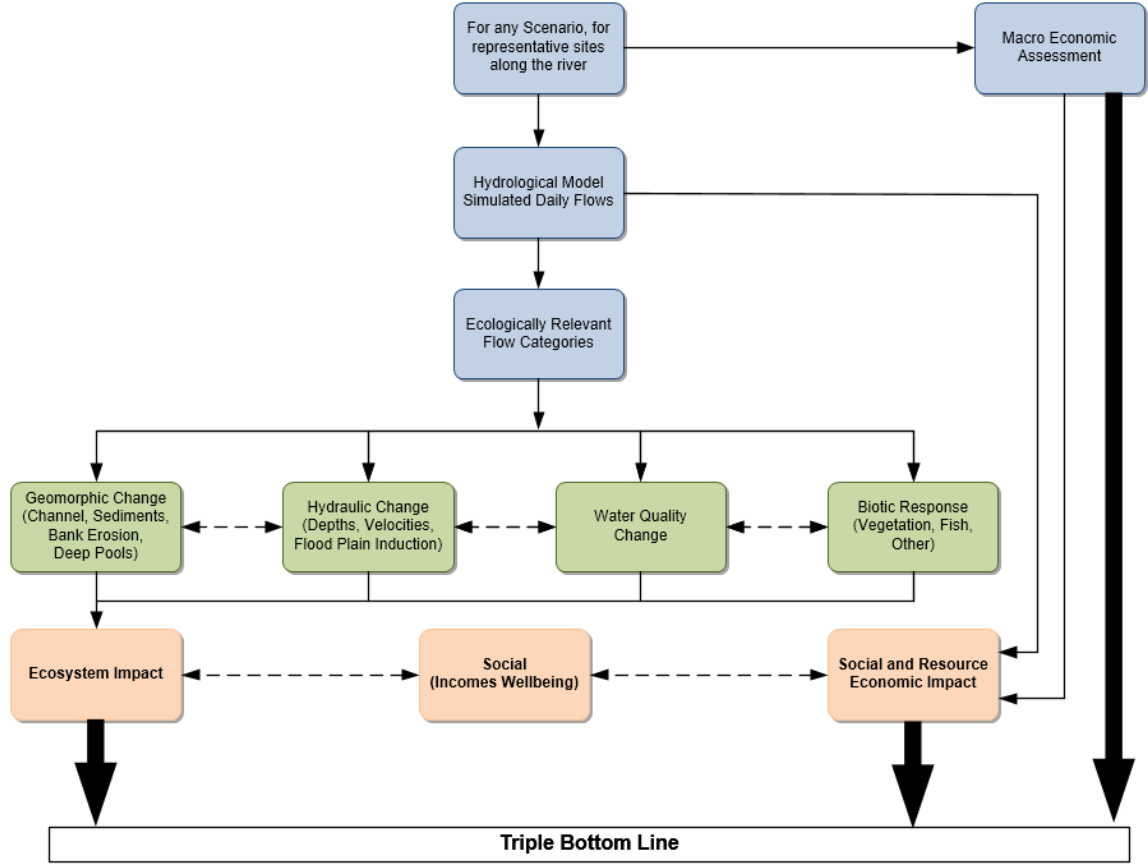 For any Scenario, for
representative sites
along the river
Macro Economic
Assessment
Hydrological Model
Simulated Daily Flows
Ecologically Relevant
Flow Categories
Geomorphic Change
(Channel, Sediments,
Bank Erosion,
Deep Pools)
Hydraulic Change
(Depths, Velocities,
Flood Plain Induction)
Water Quality
Change
Biotic Response
(Vegetation, Fish,
Other)
Ecosystem Impact
Social
(Incomes Wellbeing)
Social and Resource
Economic Impact
Triple Bottom Line